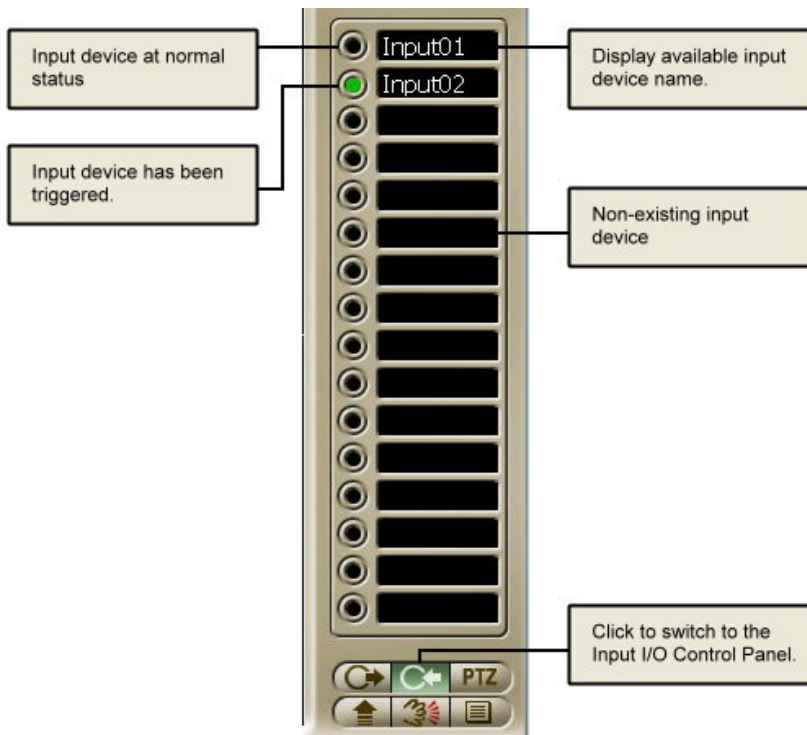 Input device at normal
status
Input01
Display available input
device name.
Input02
Input device has been
triggered.
Non-existing input
device
Click to switch to the
Input I/O Control Panel.
PTZ